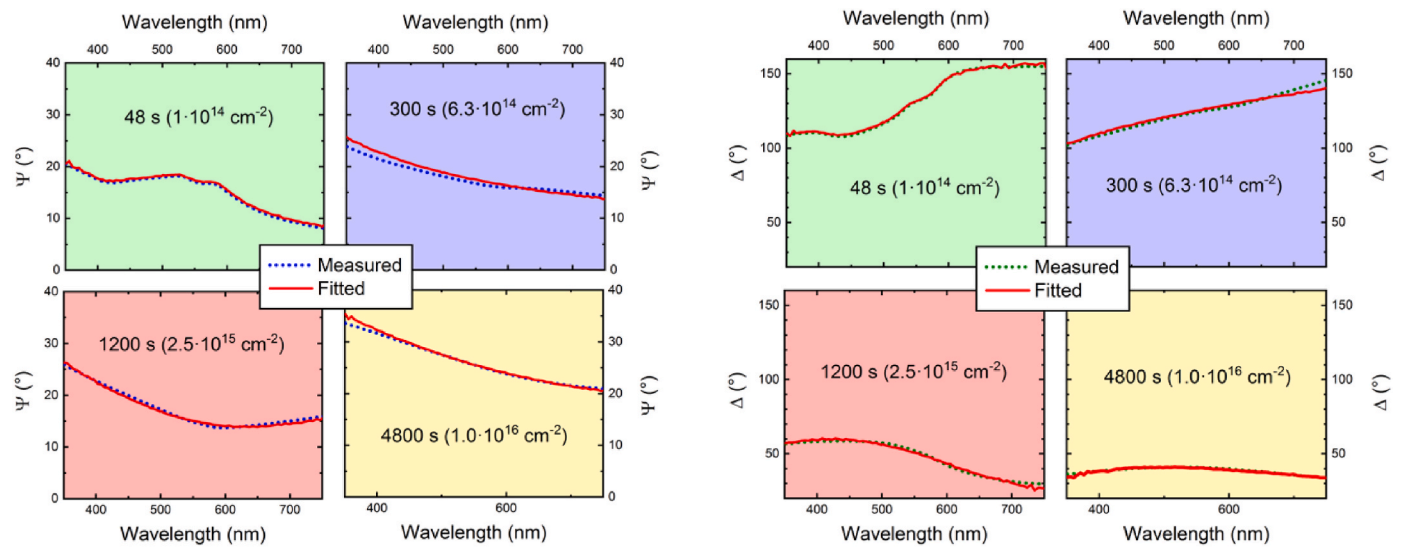 Wavelength (nm) Wavelength (nm)
400 500 600 700 400 500 600 700
40 40
30 30
20 20
10 10
0 0
Ψ (°) Ψ (°)
48 s (1·10¹⁴ cm⁻²)
300 s (6.3·10¹⁴ cm⁻²)
Measured
Fitted
40 40
30 30
20 20
10 10
0 0
Ψ (°) Ψ (°)
1200 s (2.5·10¹⁵ cm⁻²)
4800 s (1.0·10¹⁶ cm⁻²)
400 500 600 700 400 600
Wavelength (nm) Wavelength (nm)
Wavelength (nm) Wavelength (nm)
400 500 600 700 400 500 600 700
150 150
100 100
50 50
Δ (°) Δ (°)
48 s (1·10¹⁴ cm⁻²)
300 s (6.3·10¹⁴ cm⁻²)
Measured
Fitted
150 150
100 100
50 50
Δ (°) Δ (°)
1200 s (2.5·10¹⁵ cm⁻²)
4800 s (1.0·10¹⁶ cm⁻²)
400 500 600 700 400 600
Wavelength (nm) Wavelength (nm)